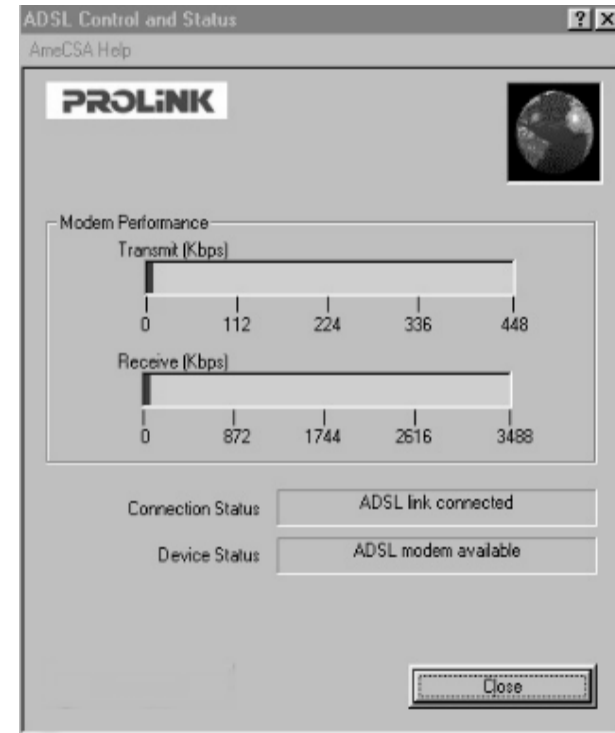 ADSL Control and Status
? X
AmeCSA Help
PROLiNK
Modem Performance
Transmit (Kbps)
0 112 224 336 448
Receive (Kbps)
0 872 1744 2616 3488
Connection Status ADSL link connected
Device Status ADSL modem available
Close